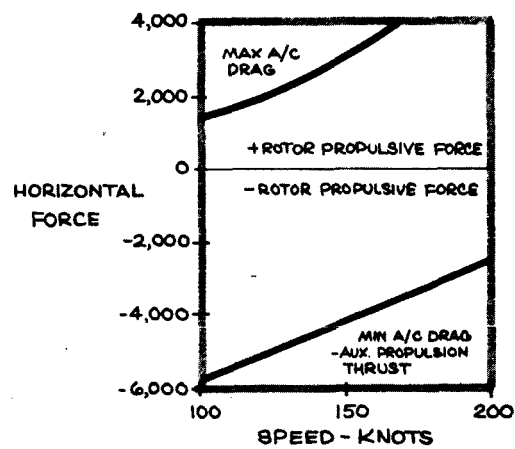 4,000
MAX A/C
DRAG
2,000
+ROTOR PROPULSIVE FORCE
0
-ROTOR PROPULSIVE FORCE
HORIZONTAL
FORCE
-2,000
-4,000
MIN A/C DRAG
-AUX. PROPULSION
THRUST
-6,000
100 150 200
SPEED - KNOTS